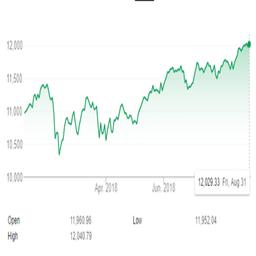 12,000
11,500
11,000
10,500
10,000
Apr. 2018
Jun. 2018
12,029.33 Fri, Aug 31
Open 11,960.96 Low 11,952.04
High 12,040.79